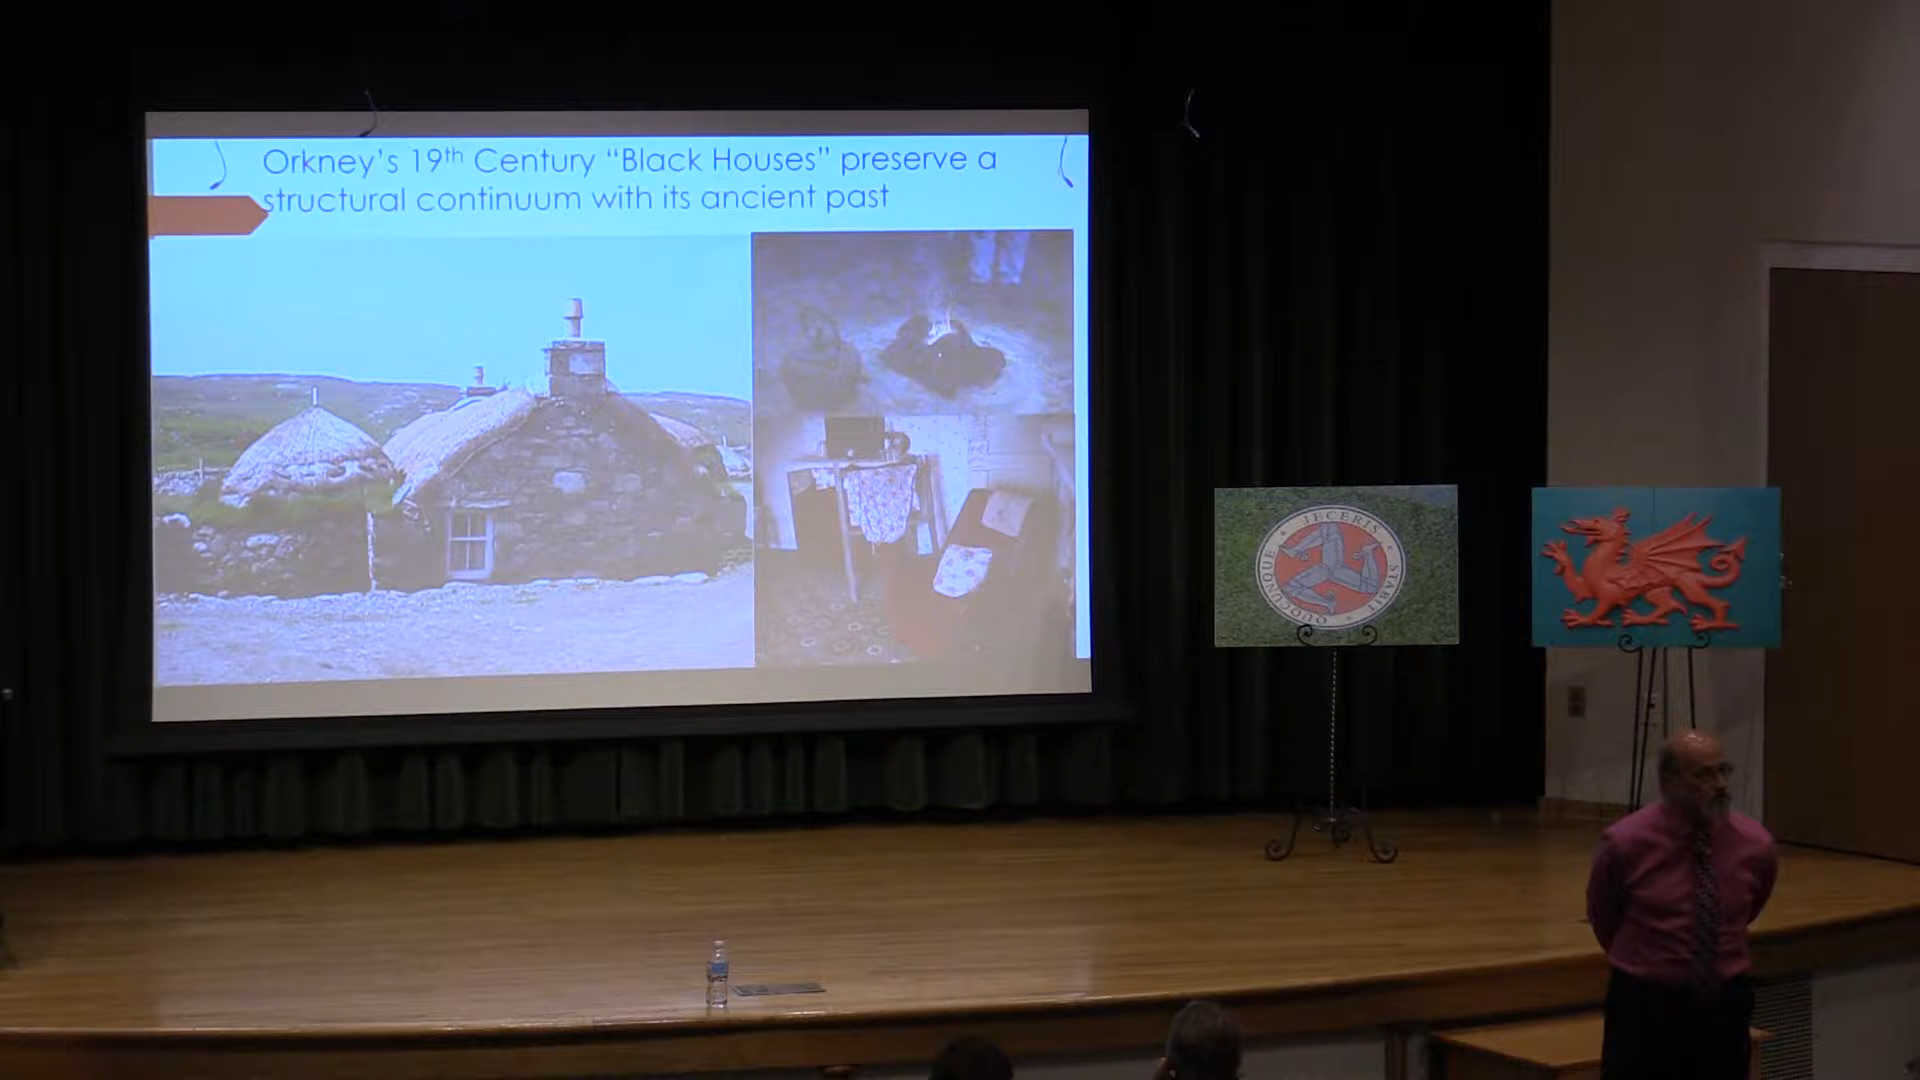 Orkney's 19th Century “Black Houses” preserve a
structural continuum with its ancient past
QUOCUNQUE * JECERIS * STABIT *